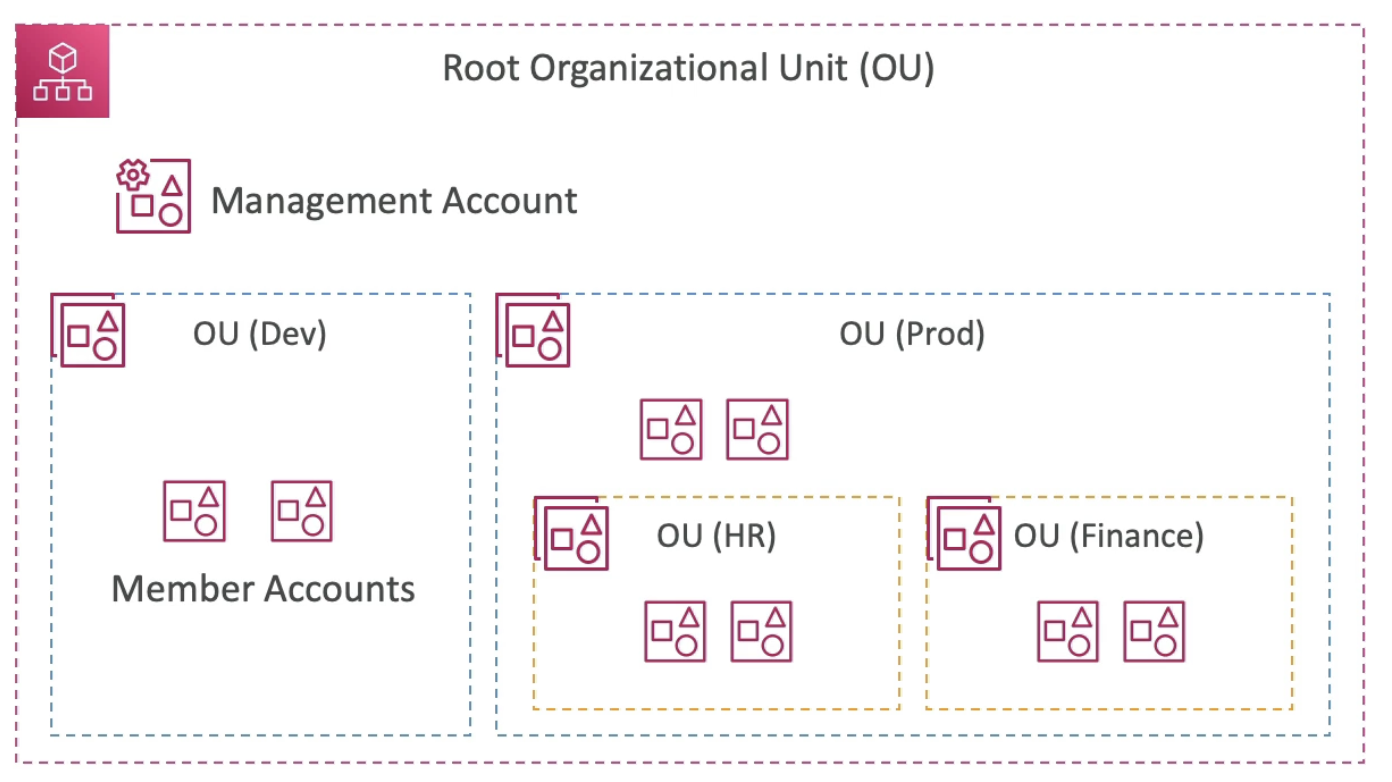 Root Organizational Unit (OU)
Management Account
OU (Dev)
OU (Prod)
Member Accounts
OU (HR)
OU (Finance)